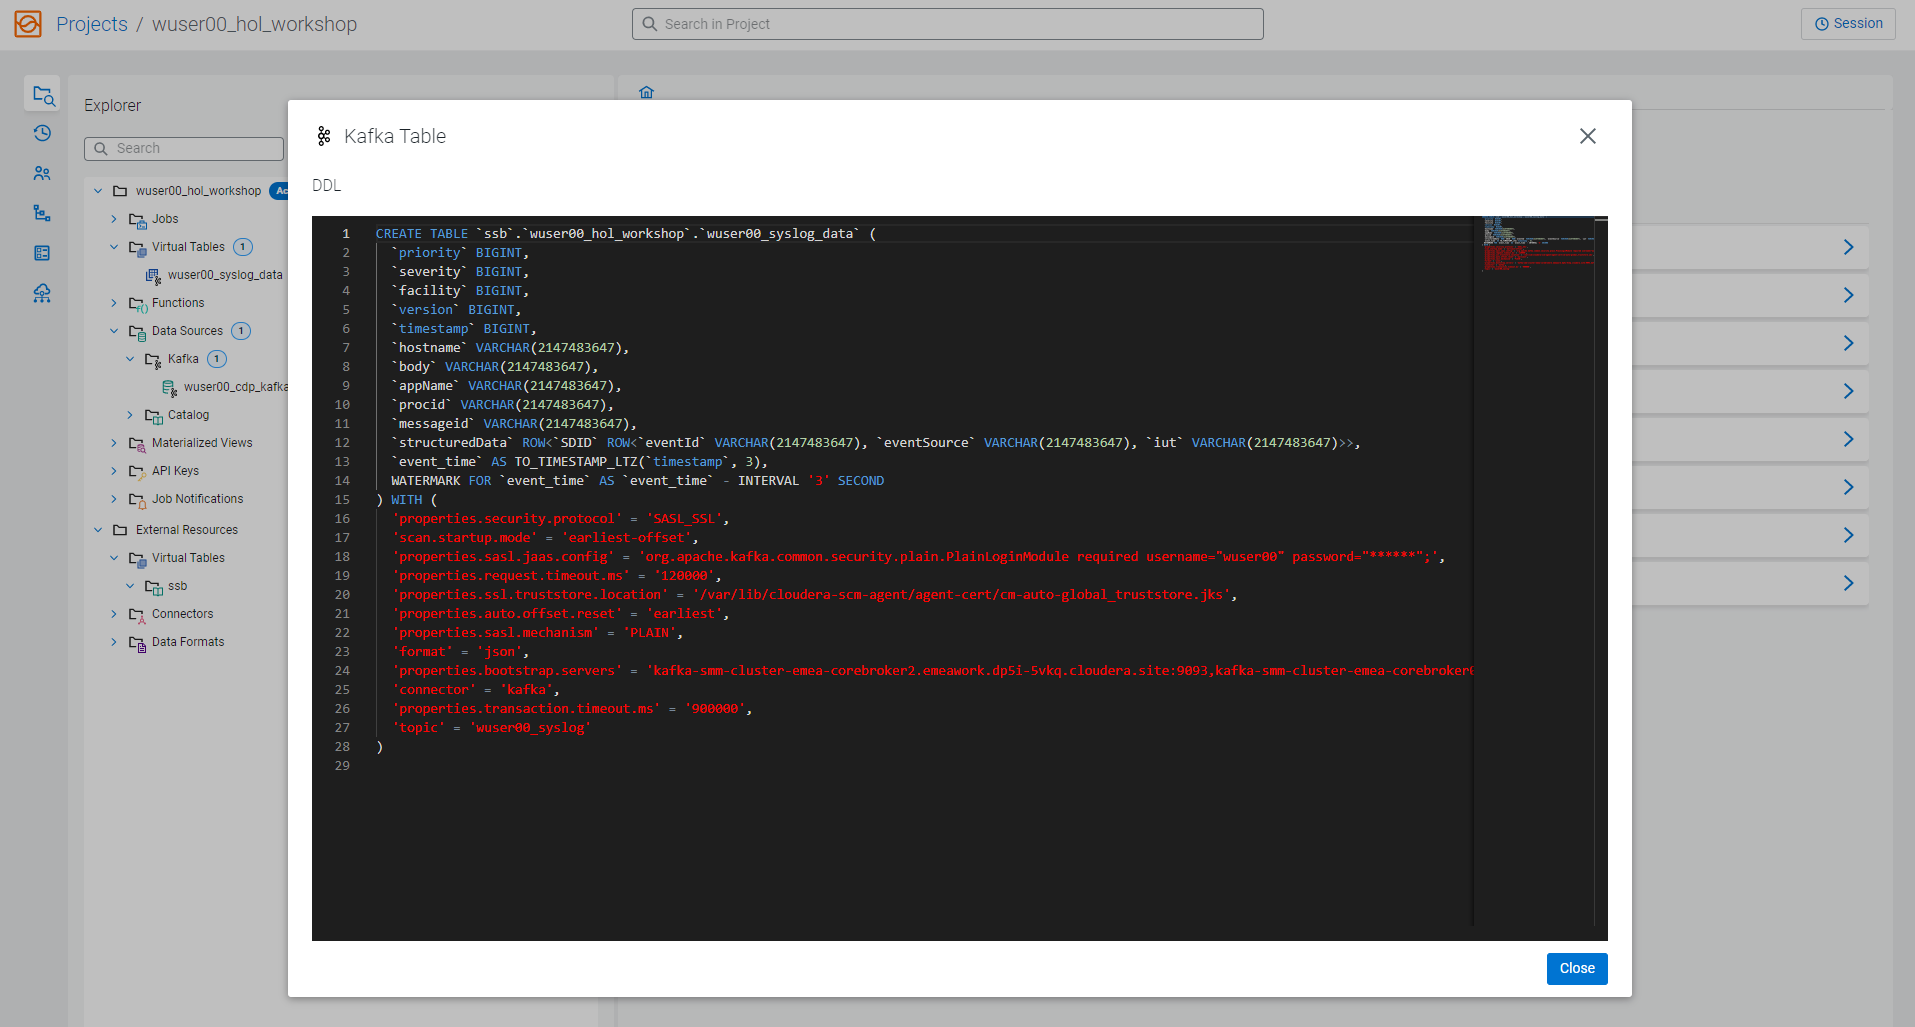 Projects / wuser00_hol_workshop
Search in Project
Session
Explorer
Search
wuser00_hol_workshop
Jobs
Virtual Tables 1
wuser00_syslog_data
Functions
Data Sources 1
Kafka 1
wuser00_cdp_kafka
Catalog
Materialized Views
API Keys
Job Notifications
External Resources
Virtual Tables
ssb
Connectors
Data Formats
Kafka Table
DDL
1 CREATE TABLE `ssb`.`wuser00_hol_workshop`.`wuser00_syslog_data` (
2 `priority` BIGINT,
3 `severity` BIGINT,
4 `facility` BIGINT,
5 `version` BIGINT,
6 `timestamp` BIGINT,
7 `hostname` VARCHAR(2147483647),
8 `body` VARCHAR(2147483647),
9 `appName` VARCHAR(2147483647),
10 `procid` VARCHAR(2147483647),
11 `messageid` VARCHAR(2147483647),
12 `structuredData` ROW<`SDID` ROW<`eventId` VARCHAR(2147483647), `eventSource` VARCHAR(2147483647), `iut` VARCHAR(2147483647)>>,
13 `event_time` AS TO_TIMESTAMP_LTZ(`timestamp`, 3),
14 WATERMARK FOR `event_time` AS `event_time` - INTERVAL '3' SECOND
15 ) WITH (
16 'properties.security.protocol' = 'SASL_SSL',
17 'scan.startup.mode' = 'earliest-offset',
18 'properties.sasl.jaas.config' = 'org.apache.kafka.common.security.plain.PlainLoginModule required username="wuser00" password="******";',
19 'properties.request.timeout.ms' = '120000',
20 'properties.ssl.truststore.location' = '/var/lib/cloudera-scm-agent/agent-cert/cm-auto-global_truststore.jks',
21 'properties.auto.offset.reset' = 'earliest',
22 'properties.sasl.mechanism' = 'PLAIN',
23 'format' = 'json',
24 'properties.bootstrap.servers' = 'kafka-smm-cluster-emea-corebroker2.emeawork.dp5i-5vkq.cloudera.site:9093,kafka-smm-cluster-emea-corebroker
25 'connector' = 'kafka',
26 'properties.transaction.timeout.ms' = '900000',
27 'topic' = 'wuser00_syslog'
28 )
29
Close